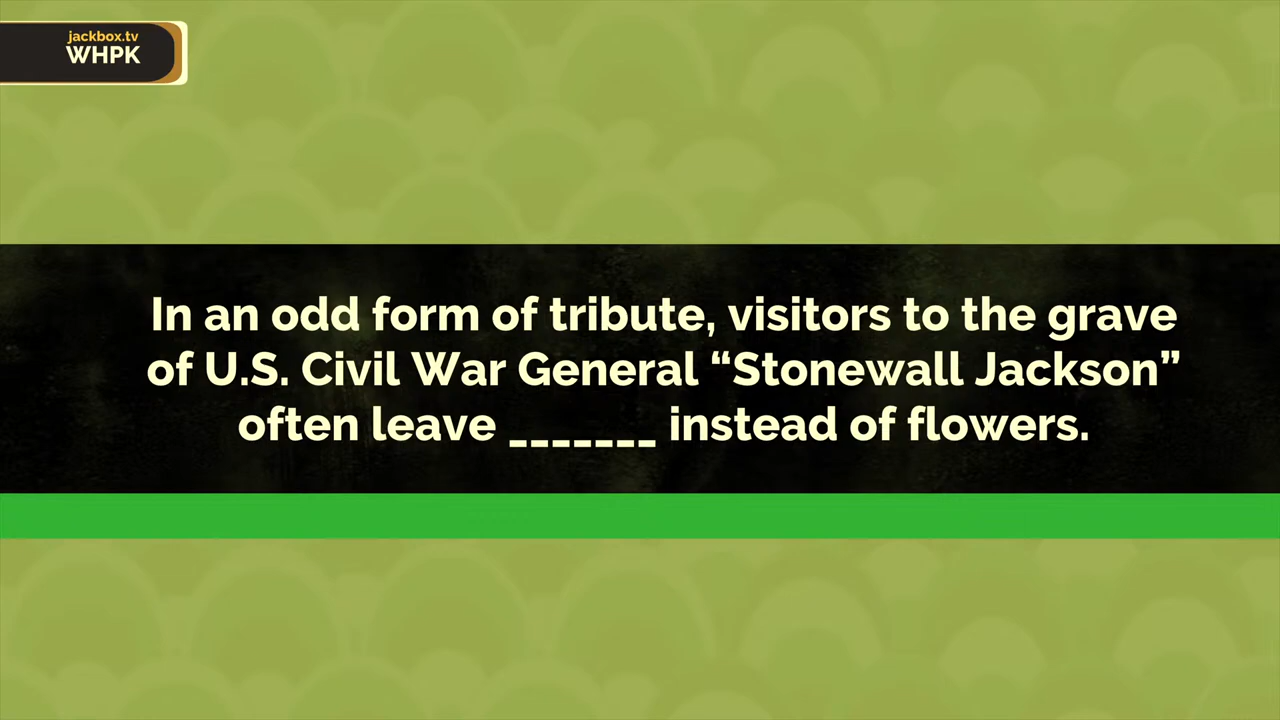 jackbox.tv
WHPK
In an odd form of tribute, visitors to the grave
of U.S. Civil War General “Stonewall Jackson”
often leave _______ instead of flowers.